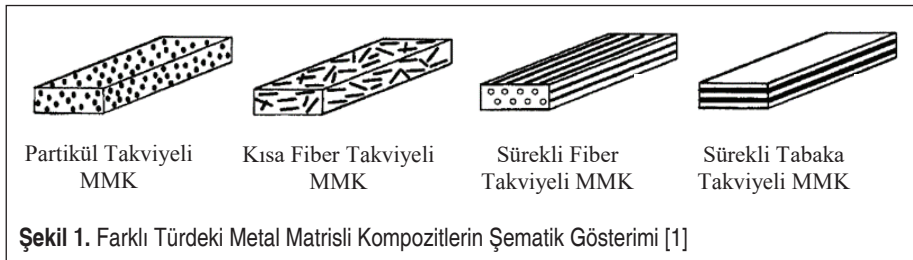 Partikül Takviyeli
MMK
Kısa Fiber Takviyeli
MMK
Sürekli Fiber
Takviyeli MMK
Sürekli Tabaka
Takviyeli MMK
Şekil 1. Farklı Türdeki Metal Matrisli Kompozitlerin Şematik Gösterimi [1]